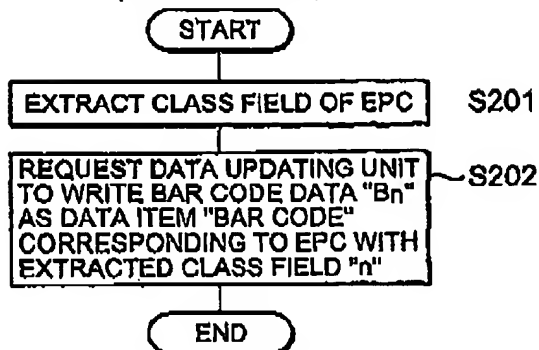 START
EXTRACT CLASS FIELD OF EPC S201
REQUEST DATA UPDATING UNIT
TO WRITE BAR CODE DATA "Bn"
AS DATA ITEM "BAR CODE"
CORRESPONDING TO EPC WITH
EXTRACTED CLASS FIELD "n"
S202
END